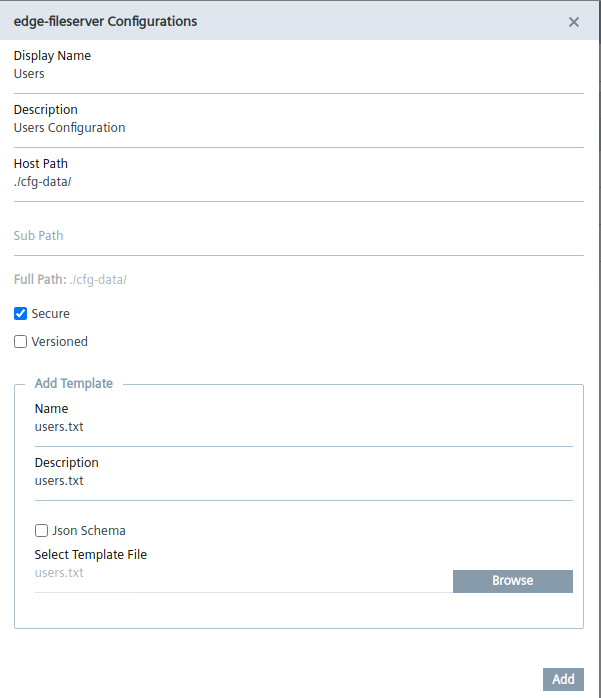 edge-fileserver Configurations
Display Name
Users
Description
Users Configuration
Host Path
./cfg-data/
Sub Path
Full Path: ./cfg-data/
Secure
Versioned
Add Template
Name
users.txt
Description
users.txt
Json Schema
Select Template File
users.txt
Browse
Add